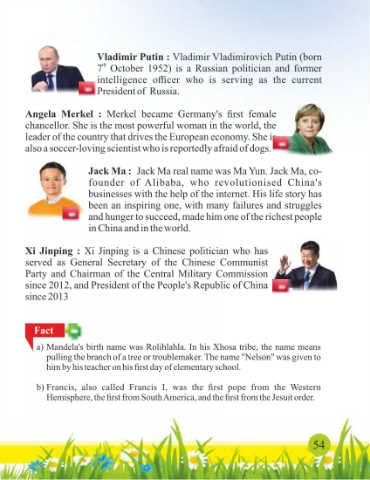 Vladimir Putin : Vladimir Vladimirovich Putin (born
7th October 1952) is a Russian politician and former
intelligence officer who is serving as the current
President of Russia.
Angela Merkel : Merkel became Germany's first female
chancellor. She is the most powerful woman in the world, the
leader of the country that drives the European economy. She is
also a soccer-loving scientist who is reportedly afraid of dogs.
Jack Ma : Jack Ma real name was Ma Yun. Jack Ma, co-
founder of Alibaba, who revolutionised China's
businesses with the help of the internet. His life story has
been an inspiring one, with many failures and struggles
and hunger to succeed, made him one of the richest people
in China and in the world.
Xi Jinping : Xi Jinping is a Chinese politician who has
served as General Secretary of the Chinese Communist
Party and Chairman of the Central Military Commission
since 2012, and President of the People's Republic of China
since 2013
Fact
a) Mandela's birth name was Roliblahla. In his Xhosa tribe, the name means
pulling the branch of a tree or troublemaker. The name "Nelson" was given to
him by his teacher on his first day of elementary school.
b) Francis, also called Francis I, was the first pope from the Western
Hemisphere, the first from South America, and the first from the Jesuit order.
54